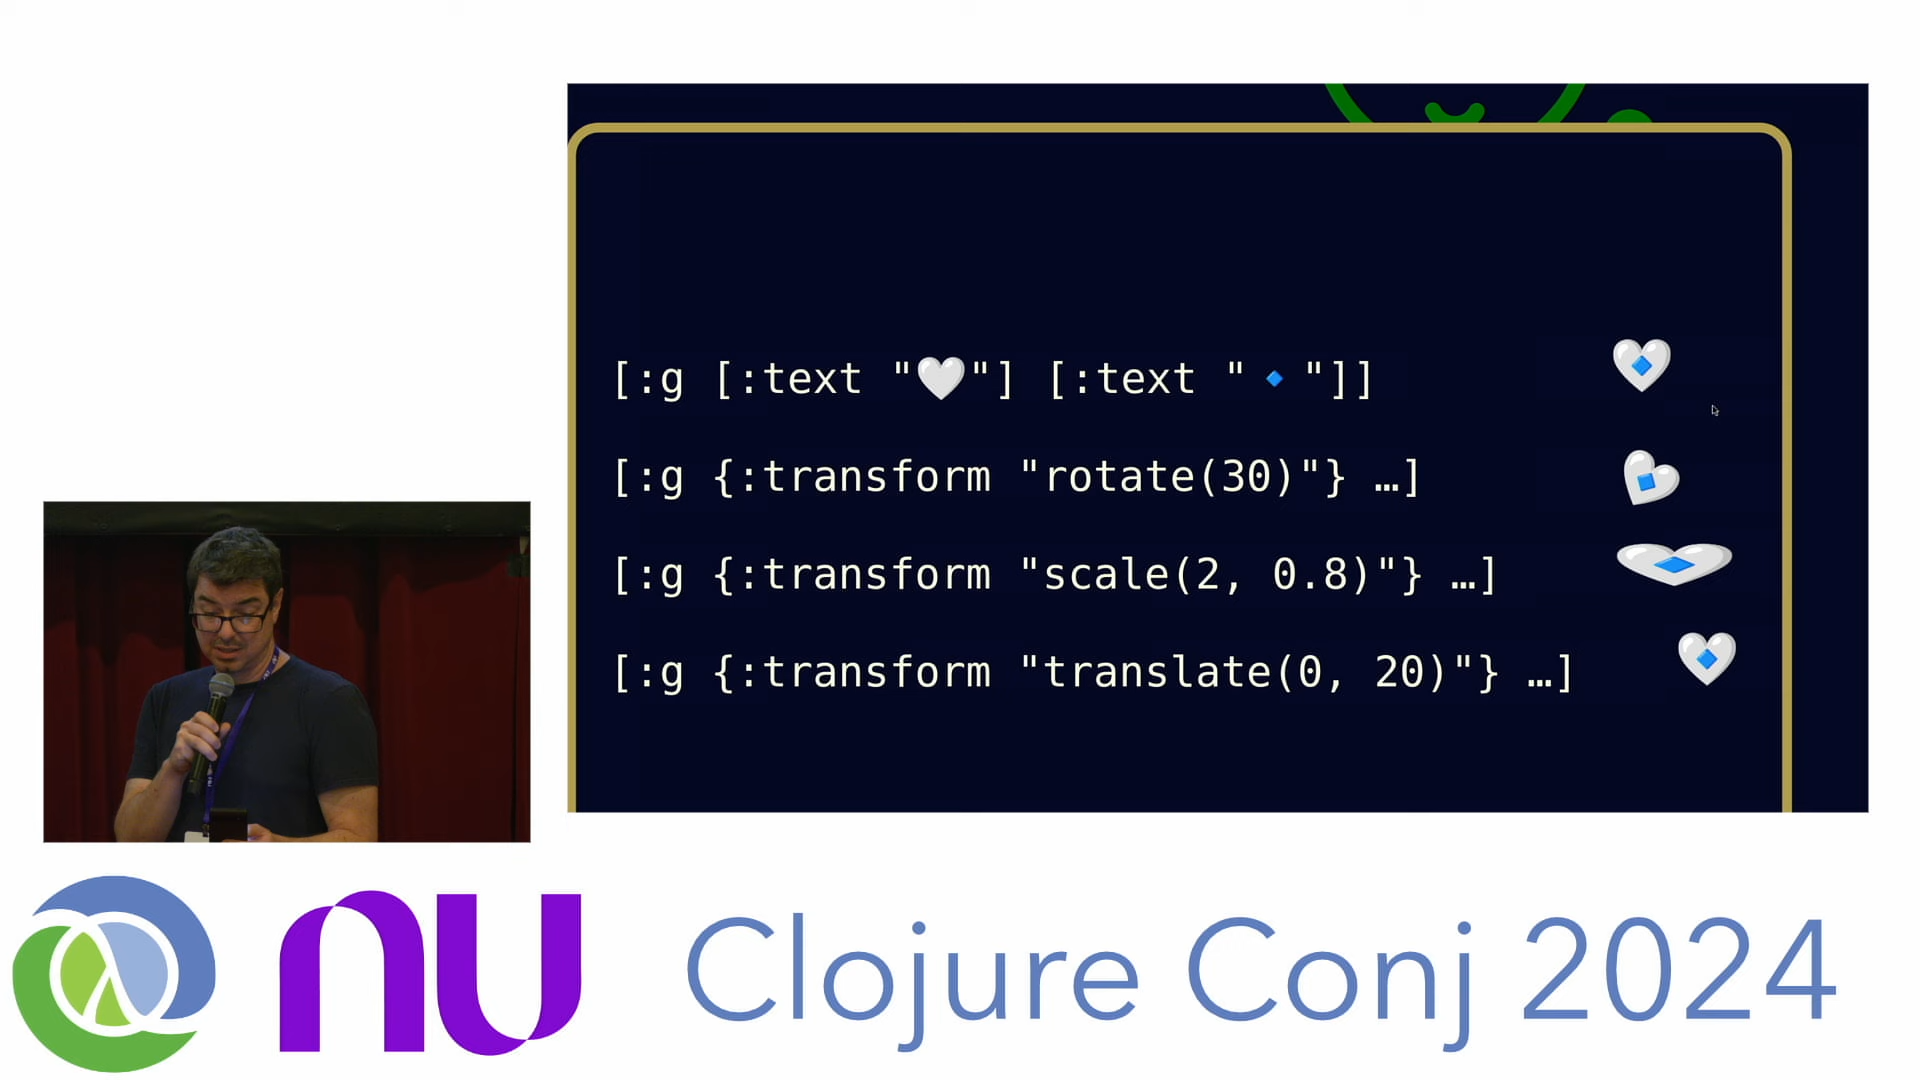 [:g [:text "🤍"] [:text "🔹"]]
[:g {:transform "rotate(30)"} …]
[:g {:transform "scale(2, 0.8)"} …]
[:g {:transform "translate(0, 20)"} …]
nu Clojure Conj 2024